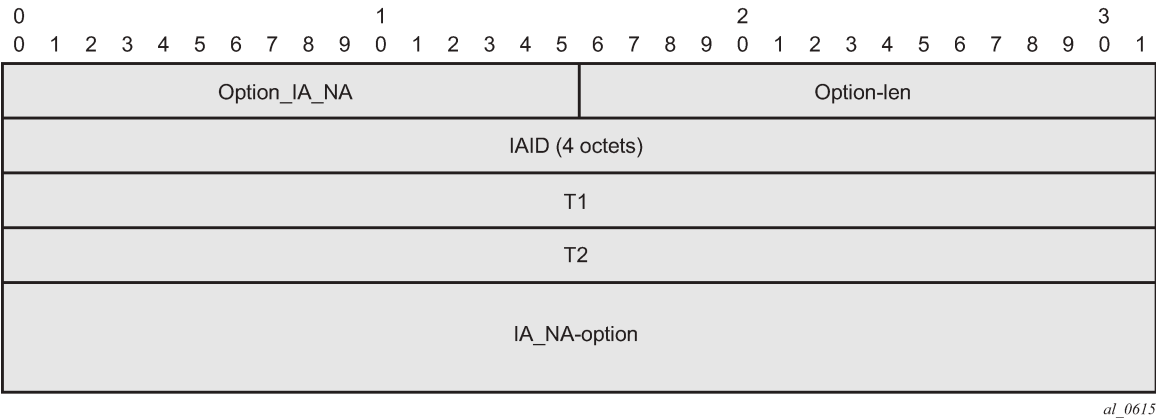 0 1 2 3
0 1 2 3 4 5 6 7 8 9 0 1 2 3 4 5 6 7 8 9 0 1 2 3 4 5 6 7 8 9 0 1
Option_IA_NA Option-len
IAID (4 octets)
T1
T2
IA_NA-option
al_0615